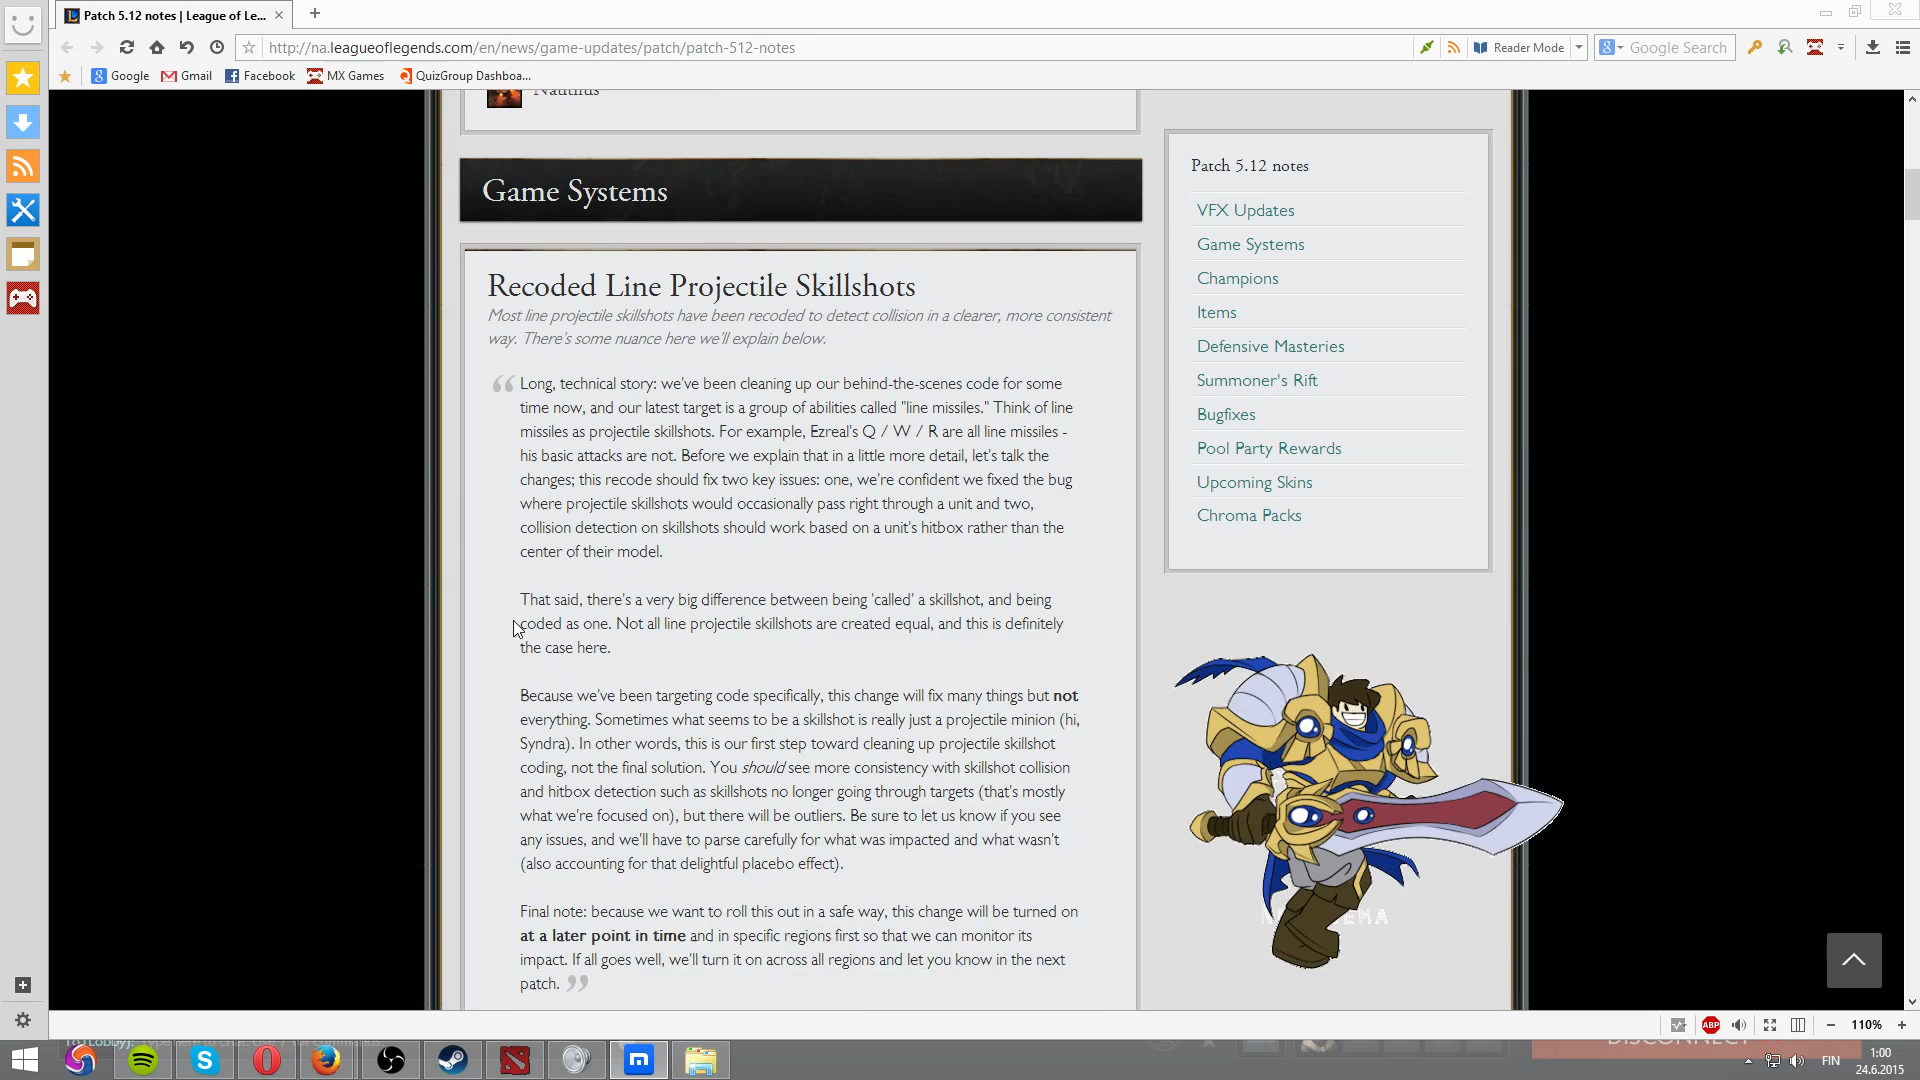 Patch 5.12 notes | League of Le...
http://na.leagueoflegends.com/en/news/game-updates/patch/patch-512-notes
Reader Mode
Google Search
Google
Gmail
Facebook
MX Games
QuizGroup Dashboa...
Nautilus
Game Systems
Recoded Line Projectile Skillshots
Most line projectile skillshots have been recoded to detect collision in a clearer, more consistent
way. There's some nuance here we'll explain below.
“ Long, technical story: we've been cleaning up our behind-the-scenes code for some
time now, and our latest target is a group of abilities called "line missiles." Think of line
missiles as projectile skillshots. For example, Ezreal's Q / W / R are all line missiles -
his basic attacks are not. Before we explain that in a little more detail, let's talk the
changes; this recode should fix two key issues: one, we're confident we fixed the bug
where projectile skillshots would occasionally pass right through a unit and two,
collision detection on skillshots should work based on a unit's hitbox rather than the
center of their model.
That said, there's a very big difference between being 'called' a skillshot, and being
coded as one. Not all line projectile skillshots are created equal, and this is definitely
the case here.
Because we've been targeting code specifically, this change will fix many things but not
everything. Sometimes what seems to be a skillshot is really just a projectile minion (hi,
Syndra). In other words, this is our first step toward cleaning up projectile skillshot
coding, not the final solution. You should see more consistency with skillshot collision
and hitbox detection such as skillshots no longer going through targets (that's mostly
what we're focused on), but there will be outliers. Be sure to let us know if you see
any issues, and we'll have to parse carefully for what was impacted and what wasn't
(also accounting for that delightful placebo effect).
Final note: because we want to roll this out in a safe way, this change will be turned on
at a later point in time and in specific regions first so that we can monitor its
impact. If all goes well, we'll turn it on across all regions and let you know in the next
patch. ”
Patch 5.12 notes
VFX Updates
Game Systems
Champions
Items
Defensive Masteries
Summoner's Rift
Bugfixes
Pool Party Rewards
Upcoming Skins
Chroma Packs
ABP
110%
DISCONNECT
FIN
1:00
24.6.2015